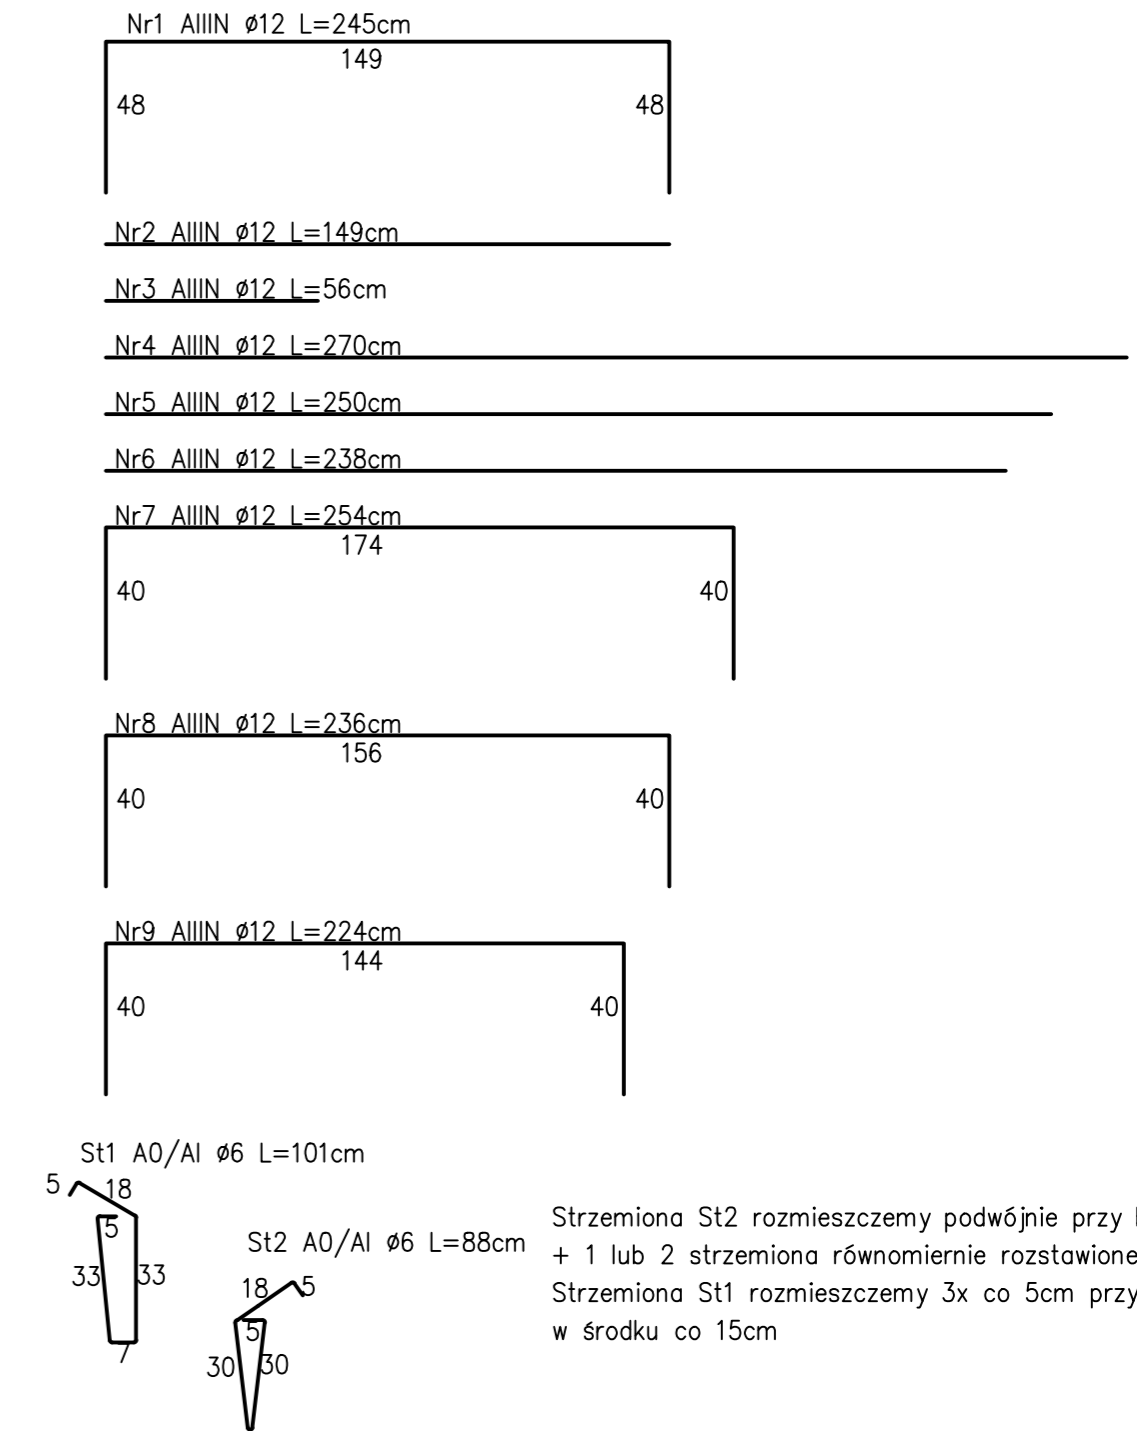 Nr1 AIIIN ø12 L=245cm
149
48 48
Nr2 AIIIN ø12 L=149cm
Nr3 AIIIN ø12 L=56cm
Nr4 AIIIN ø12 L=270cm
Nr5 AIIIN ø12 L=250cm
Nr6 AIIIN ø12 L=238cm
Nr7 AIIIN ø12 L=254cm
174
40 40
Nr8 AIIIN ø12 L=236cm
156
40 40
Nr9 AIIIN ø12 L=224cm
144
40 40
St1 A0/AI ø6 L=101cm
5 18
5
33 33
7
St2 A0/AI ø6 L=88cm
18 5
5
30 30
Strzemiona St2 rozmieszczemy podwójnie przy
+ 1 lub 2 strzemiona równomiernie rozstawione
Strzemiona St1 rozmieszczemy 3x co 5cm przy
w środku co 15cm